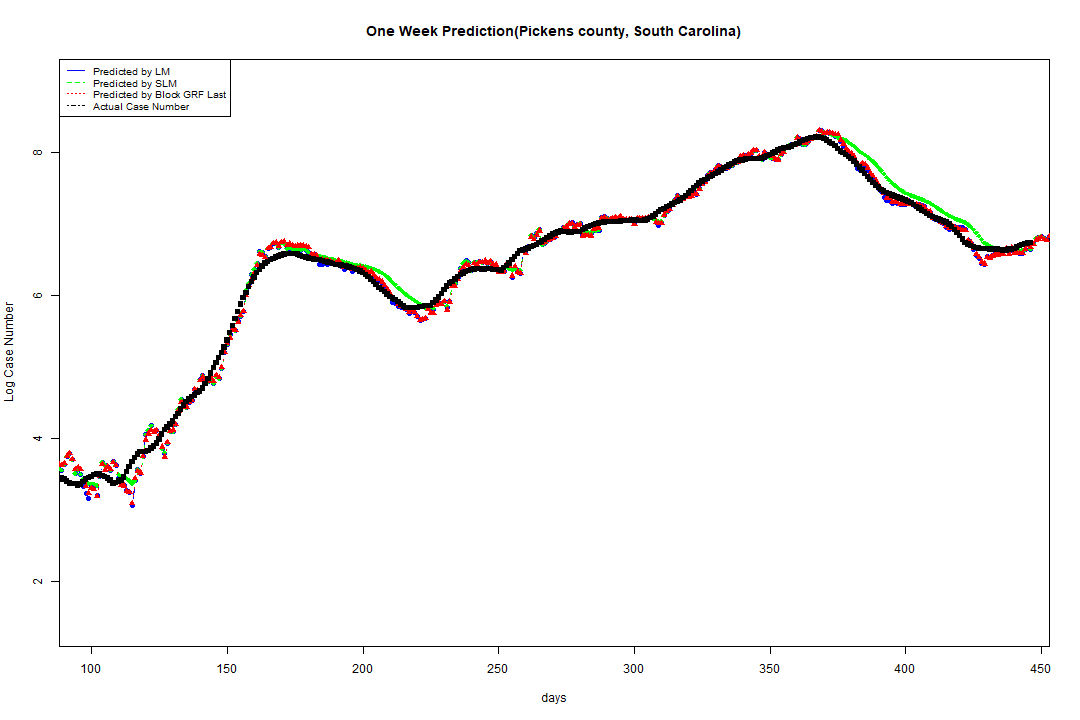 One Week Prediction(Pickens county, South Carolina)
Predicted by LM
Predicted by SLM
Predicted by Block GRF Last
Actual Case Number
Log Case Number
8
6
4
2
100 150 200 250 300 350 400 450
days